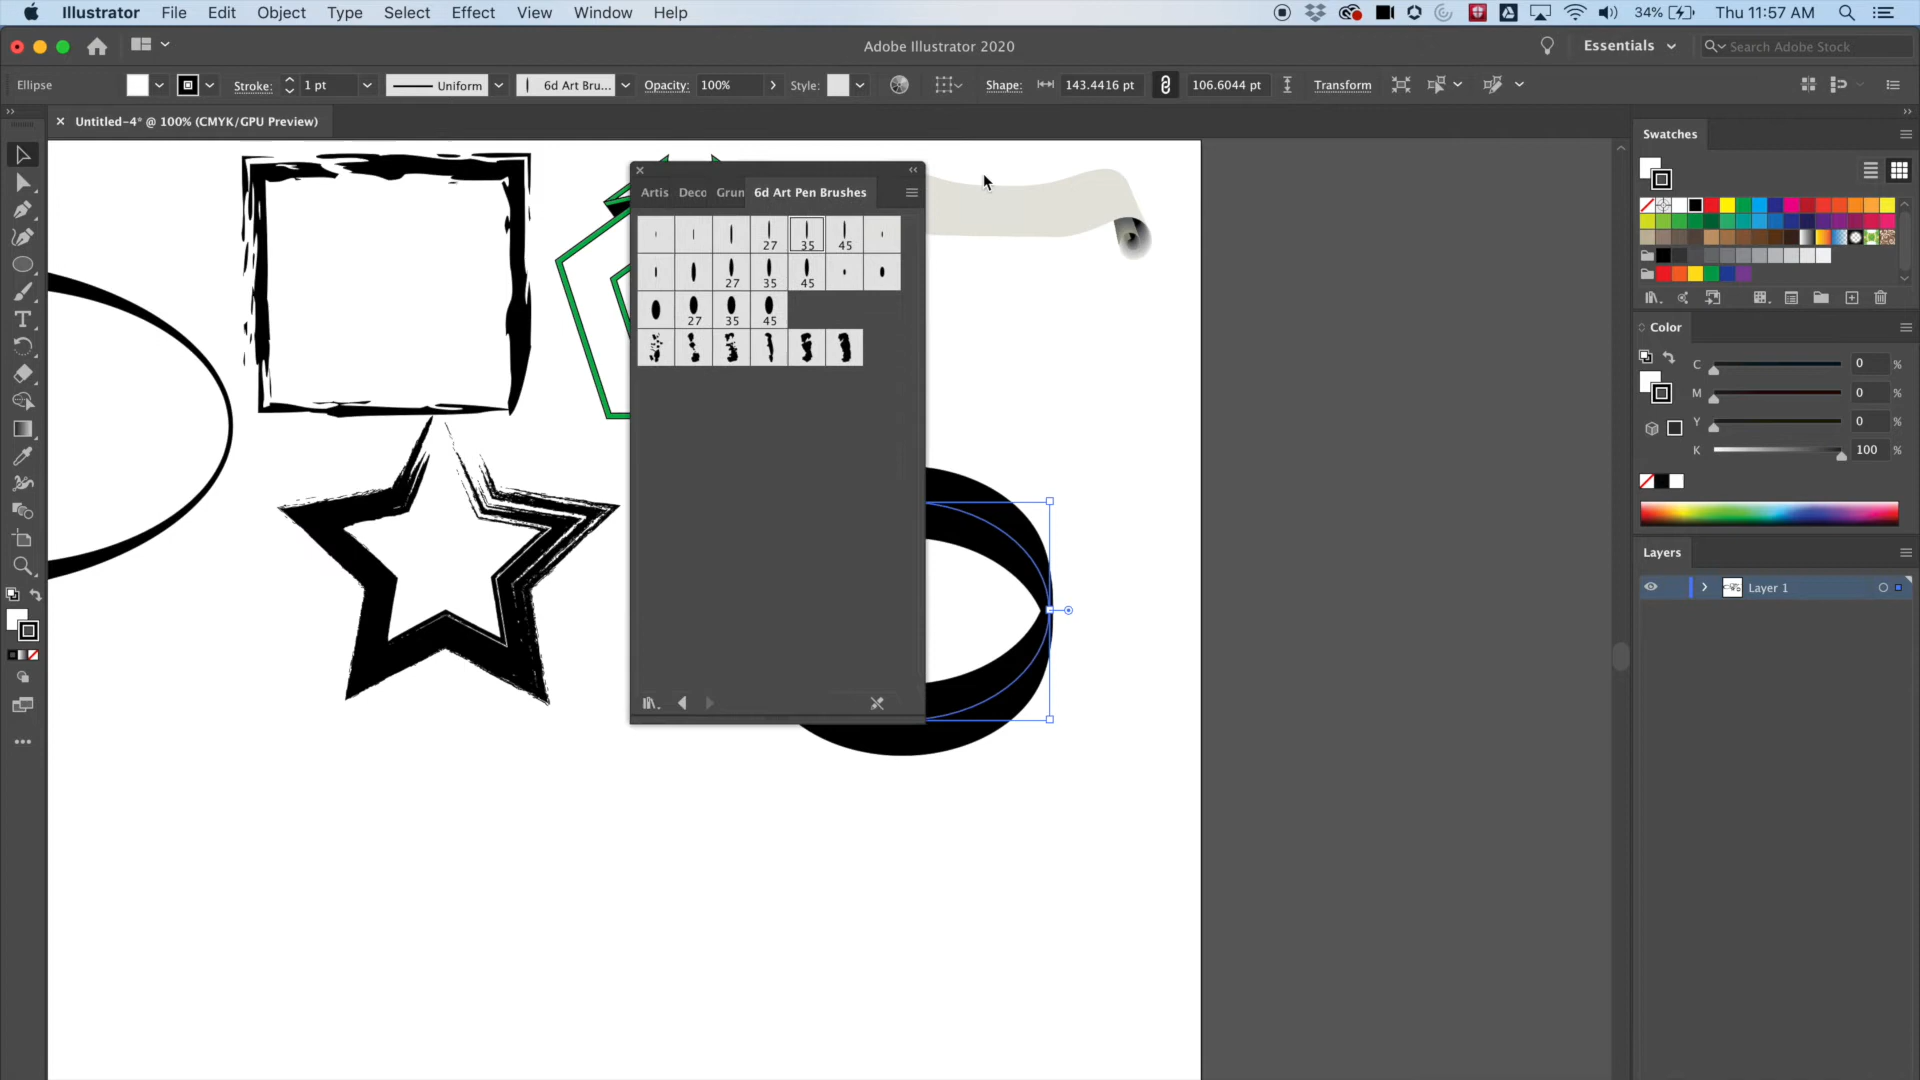 Illustrator File Edit Object Type Select Effect View Window Help 34% Thu 11:57 AM
Adobe Illustrator 2020 Essentials Search Adobe Stock
Ellipse Stroke: 1 pt Uniform 6d Art Bru... Opacity: 100% Style: Shape: 143.4416 pt 106.6044 pt Transform
Untitled-4* @ 100% (CMYK/GPU Preview)
Swatches
Artis Deco Grun 6d Art Pen Brushes
27 35 45
27 35 45
27 35 45
Color
C 0 %
M 0 %
Y 0 %
K 100 %
Layers
Layer 1